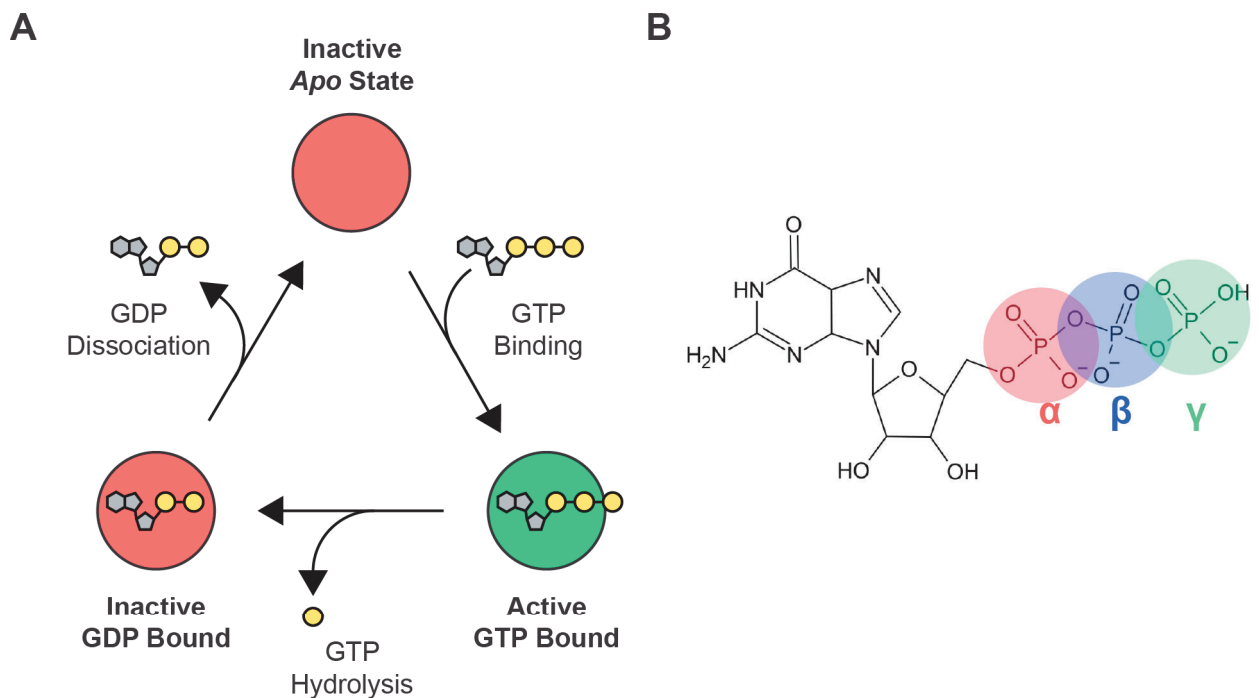 A
Inactive
Apo State
GDP
Dissociation
GTP
Binding
Inactive
GDP Bound
Active
GTP Bound
GTP
Hydrolysis
B
O
HN
N
H₂N
N
N
O
HO
OH
O
O
P
O⁻
O
O
P
O⁻
O
O
P
OH
O⁻
α
β
γ